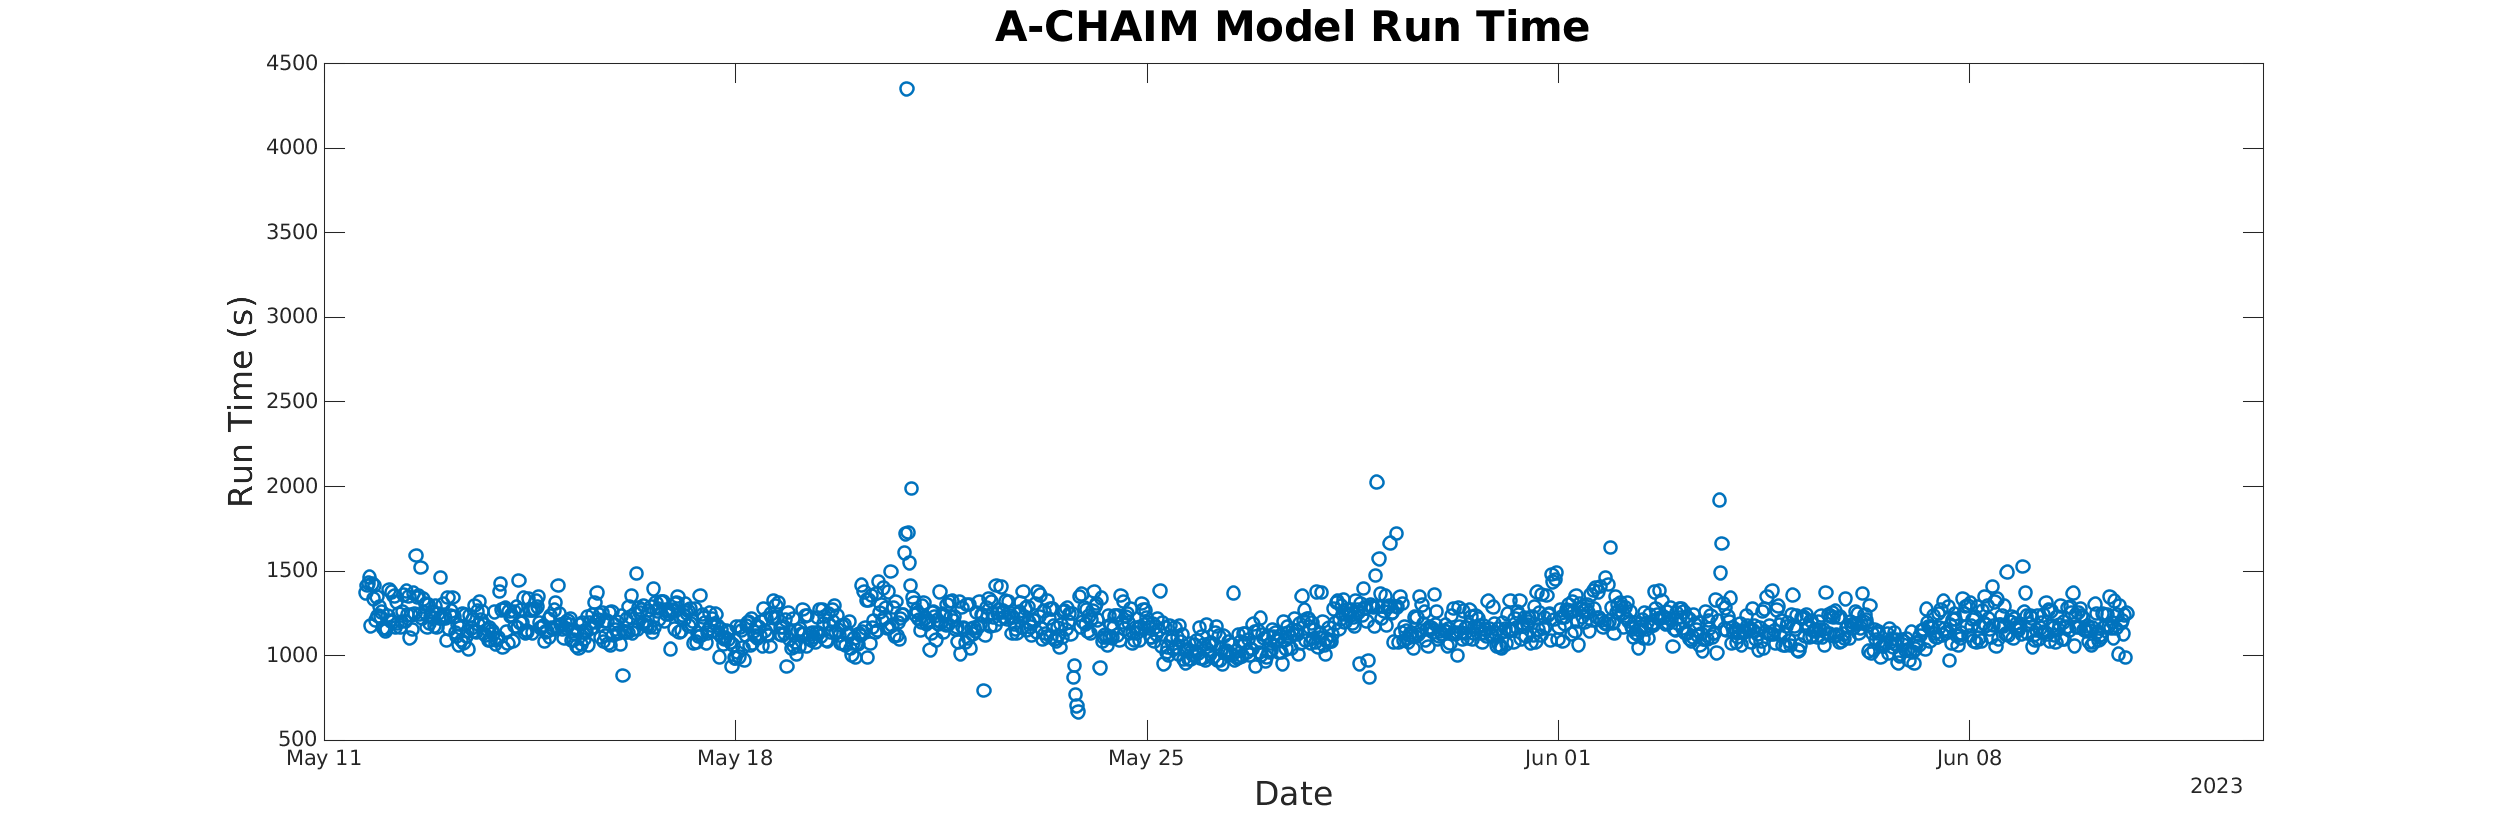 A-CHAIM Model Run Time
4500
4000
3500
3000
2500
2000
1500
1000
500
Run Time (s)
May 11 May 18 May 25 Jun 01 Jun 08
2023
Date